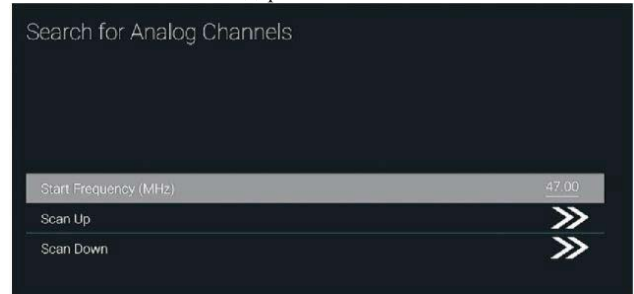 Search for Analog Channels
Start Frequency (MHz) 47.00
Scan Up
Scan Down